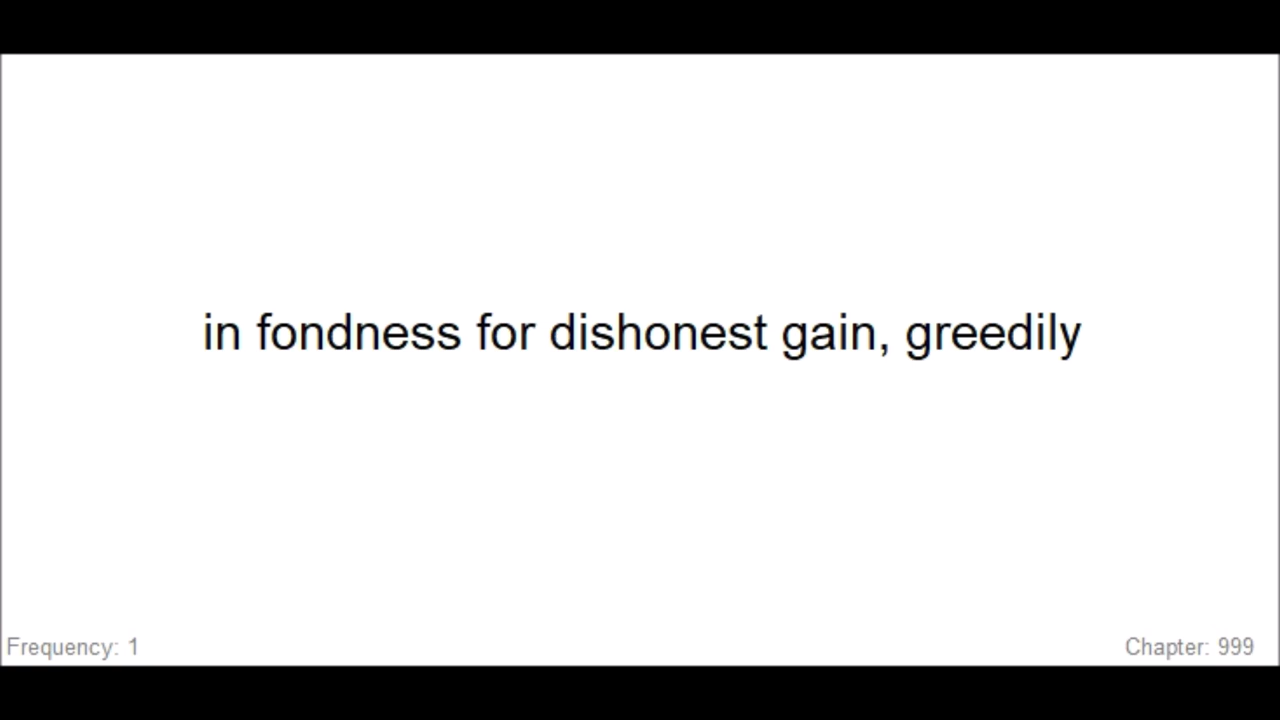 in fondness for dishonest gain, greedily
Frequency: 1
Chapter: 999